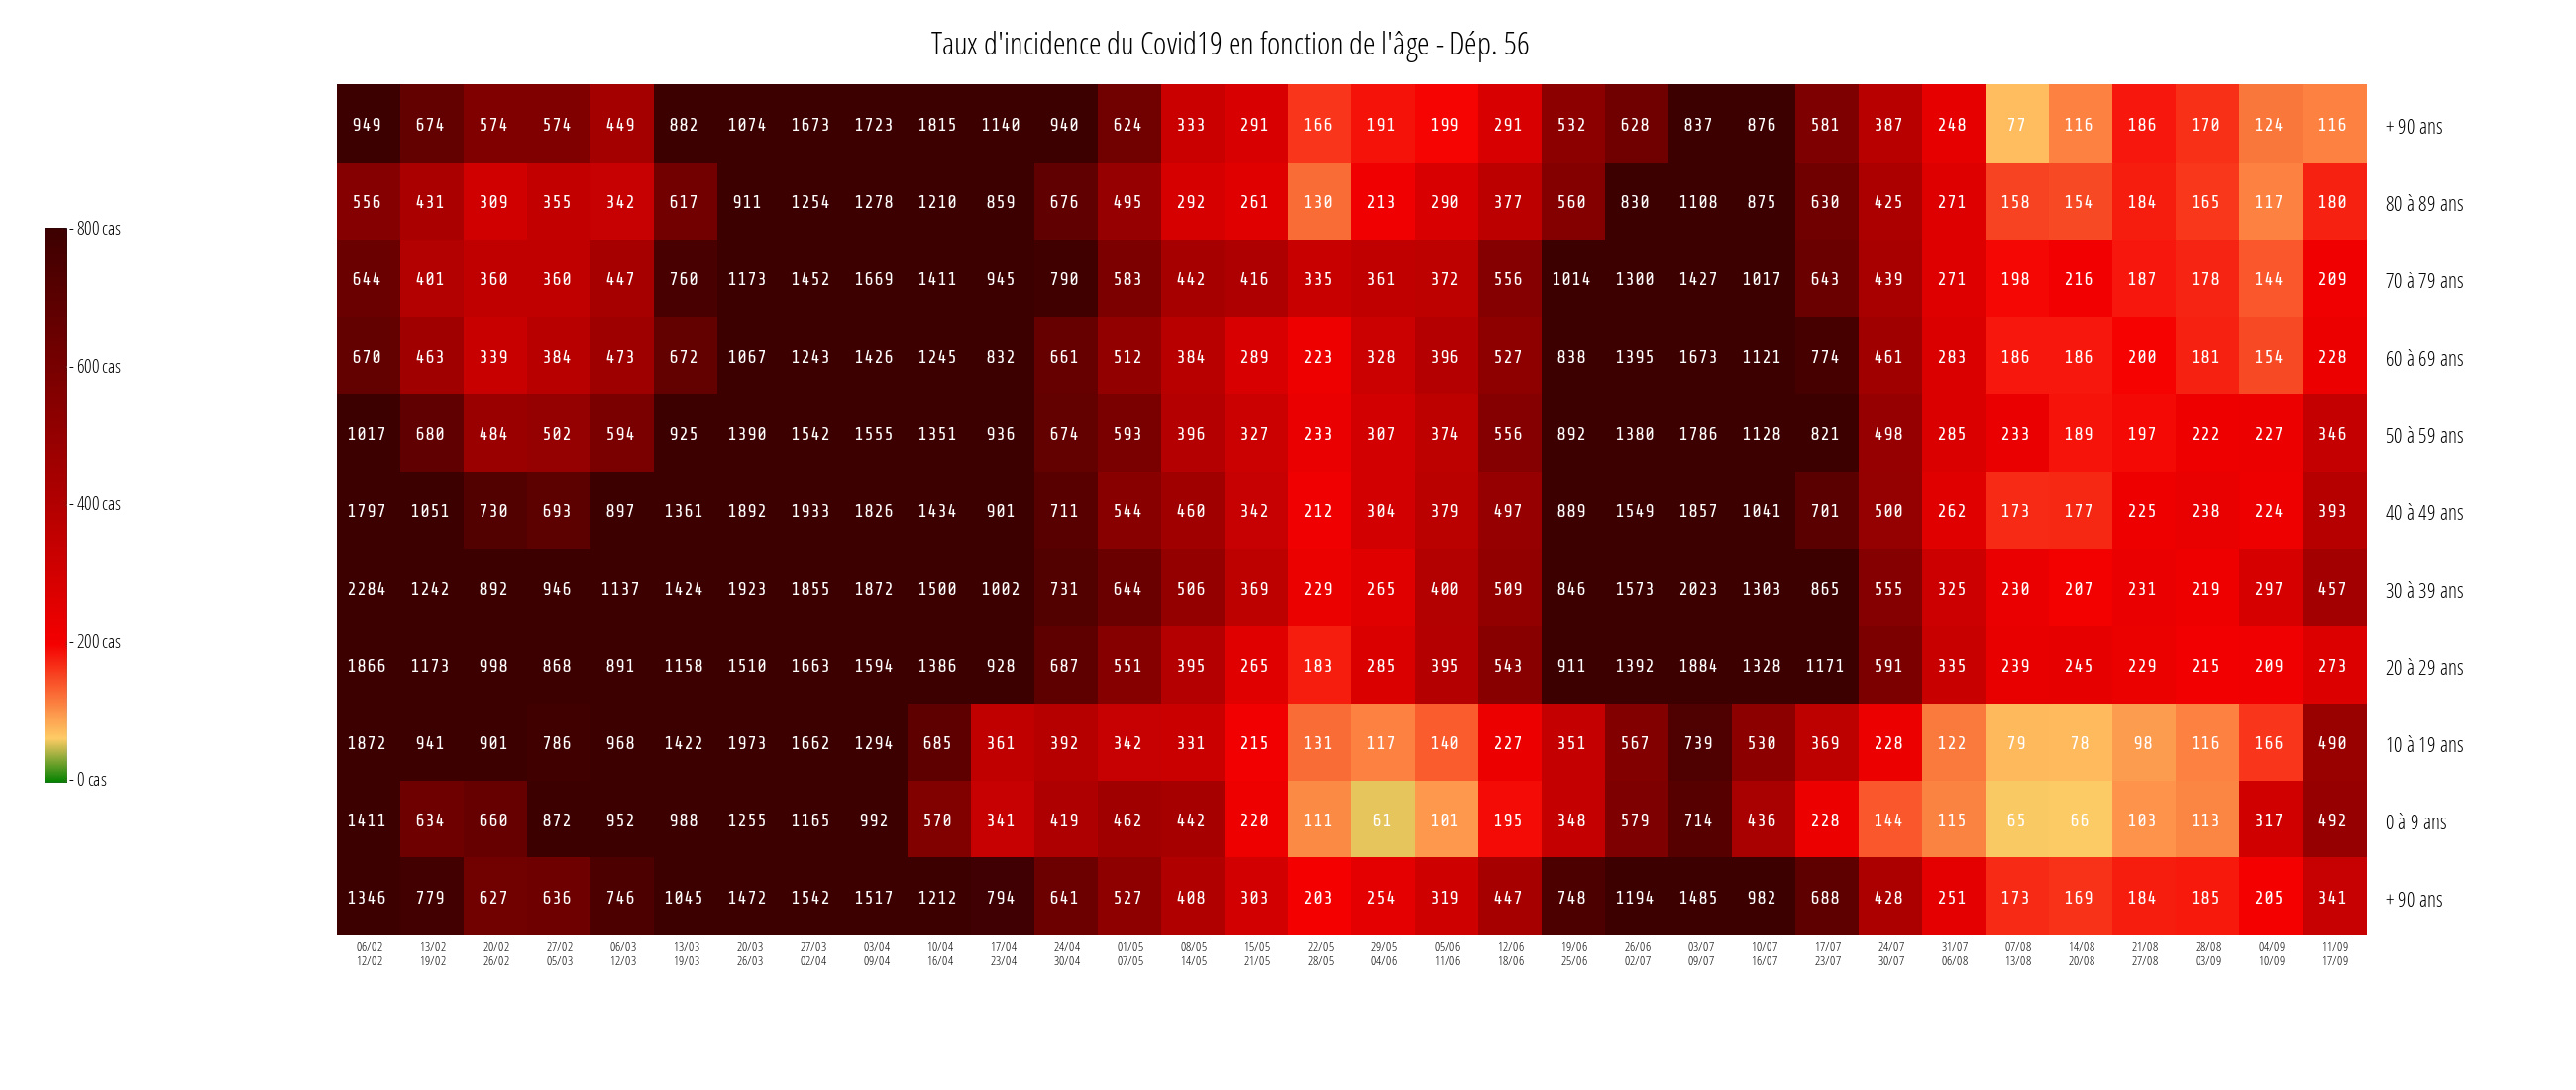 Taux d'incidence du Covid19 en fonction de l'âge - Dép. 56
949 674 574 574 449 882 1074 1673 1723 1815 1140 940 624 333 291 166 191 199 291 532 628 837 876 581 387 248 77 116 186 170 124 116 + 90 ans
556 431 309 355 342 617 911 1254 1278 1210 859 676 495 292 261 130 213 290 377 560 830 1108 875 630 425 271 158 154 184 165 117 180 80 à 89 ans
- 800 cas
644 401 360 360 447 760 1173 1452 1669 1411 945 790 583 442 416 335 361 372 556 1014 1300 1427 1017 643 439 271 198 216 187 178 144 209 70 à 79 ans
670 463 339 384 473 672 1067 1243 1426 1245 832 661 512 384 289 223 328 396 527 838 1395 1673 1121 774 461 283 186 186 200 181 154 228 60 à 69 ans
- 600 cas
1017 680 484 502 594 925 1390 1542 1555 1351 936 674 593 396 327 233 307 374 556 892 1380 1786 1128 821 498 285 233 189 197 222 227 346 50 à 59 ans
- 400 cas
1797 1051 730 693 897 1361 1892 1933 1826 1434 901 711 544 460 342 212 304 379 497 889 1549 1857 1041 701 500 262 173 177 225 238 224 393 40 à 49 ans
2284 1242 892 946 1137 1424 1923 1855 1872 1500 1002 731 644 506 369 229 265 400 509 846 1573 2023 1303 865 555 325 230 207 231 219 297 457 30 à 39 ans
- 200 cas
1866 1173 998 868 891 1158 1510 1663 1594 1386 928 687 551 395 265 183 285 395 543 911 1392 1884 1328 1171 591 335 239 245 229 215 209 273 20 à 29 ans
1872 941 901 786 968 1422 1973 1662 1294 685 361 392 342 331 215 131 117 140 227 351 567 739 530 369 228 122 79 78 98 116 166 490 10 à 19 ans
- 0 cas
1411 634 660 872 952 988 1255 1165 992 570 341 419 462 442 220 111 61 101 195 348 579 714 436 228 144 115 65 66 103 113 317 492 0 à 9 ans
1346 779 627 636 746 1045 1472 1542 1517 1212 794 641 527 408 303 203 254 319 447 748 1194 1485 982 688 428 251 173 169 184 185 205 341 + 90 ans
06/02 13/02 20/02 27/02 06/03 13/03 20/03 27/03 03/04 10/04 17/04 24/04 01/05 08/05 15/05 22/05 29/05 05/06 12/06 19/06 26/06 03/07 10/07 17/07 24/07 31/07 07/08 14/08 21/08 28/08 04/09 11/09
12/02 19/02 26/02 05/03 12/03 19/03 26/03 02/04 09/04 16/04 23/04 30/04 07/05 14/05 21/05 28/05 04/06 11/06 18/06 25/06 02/07 09/07 16/07 23/07 30/07 06/08 13/08 20/08 27/08 03/09 10/09 17/09